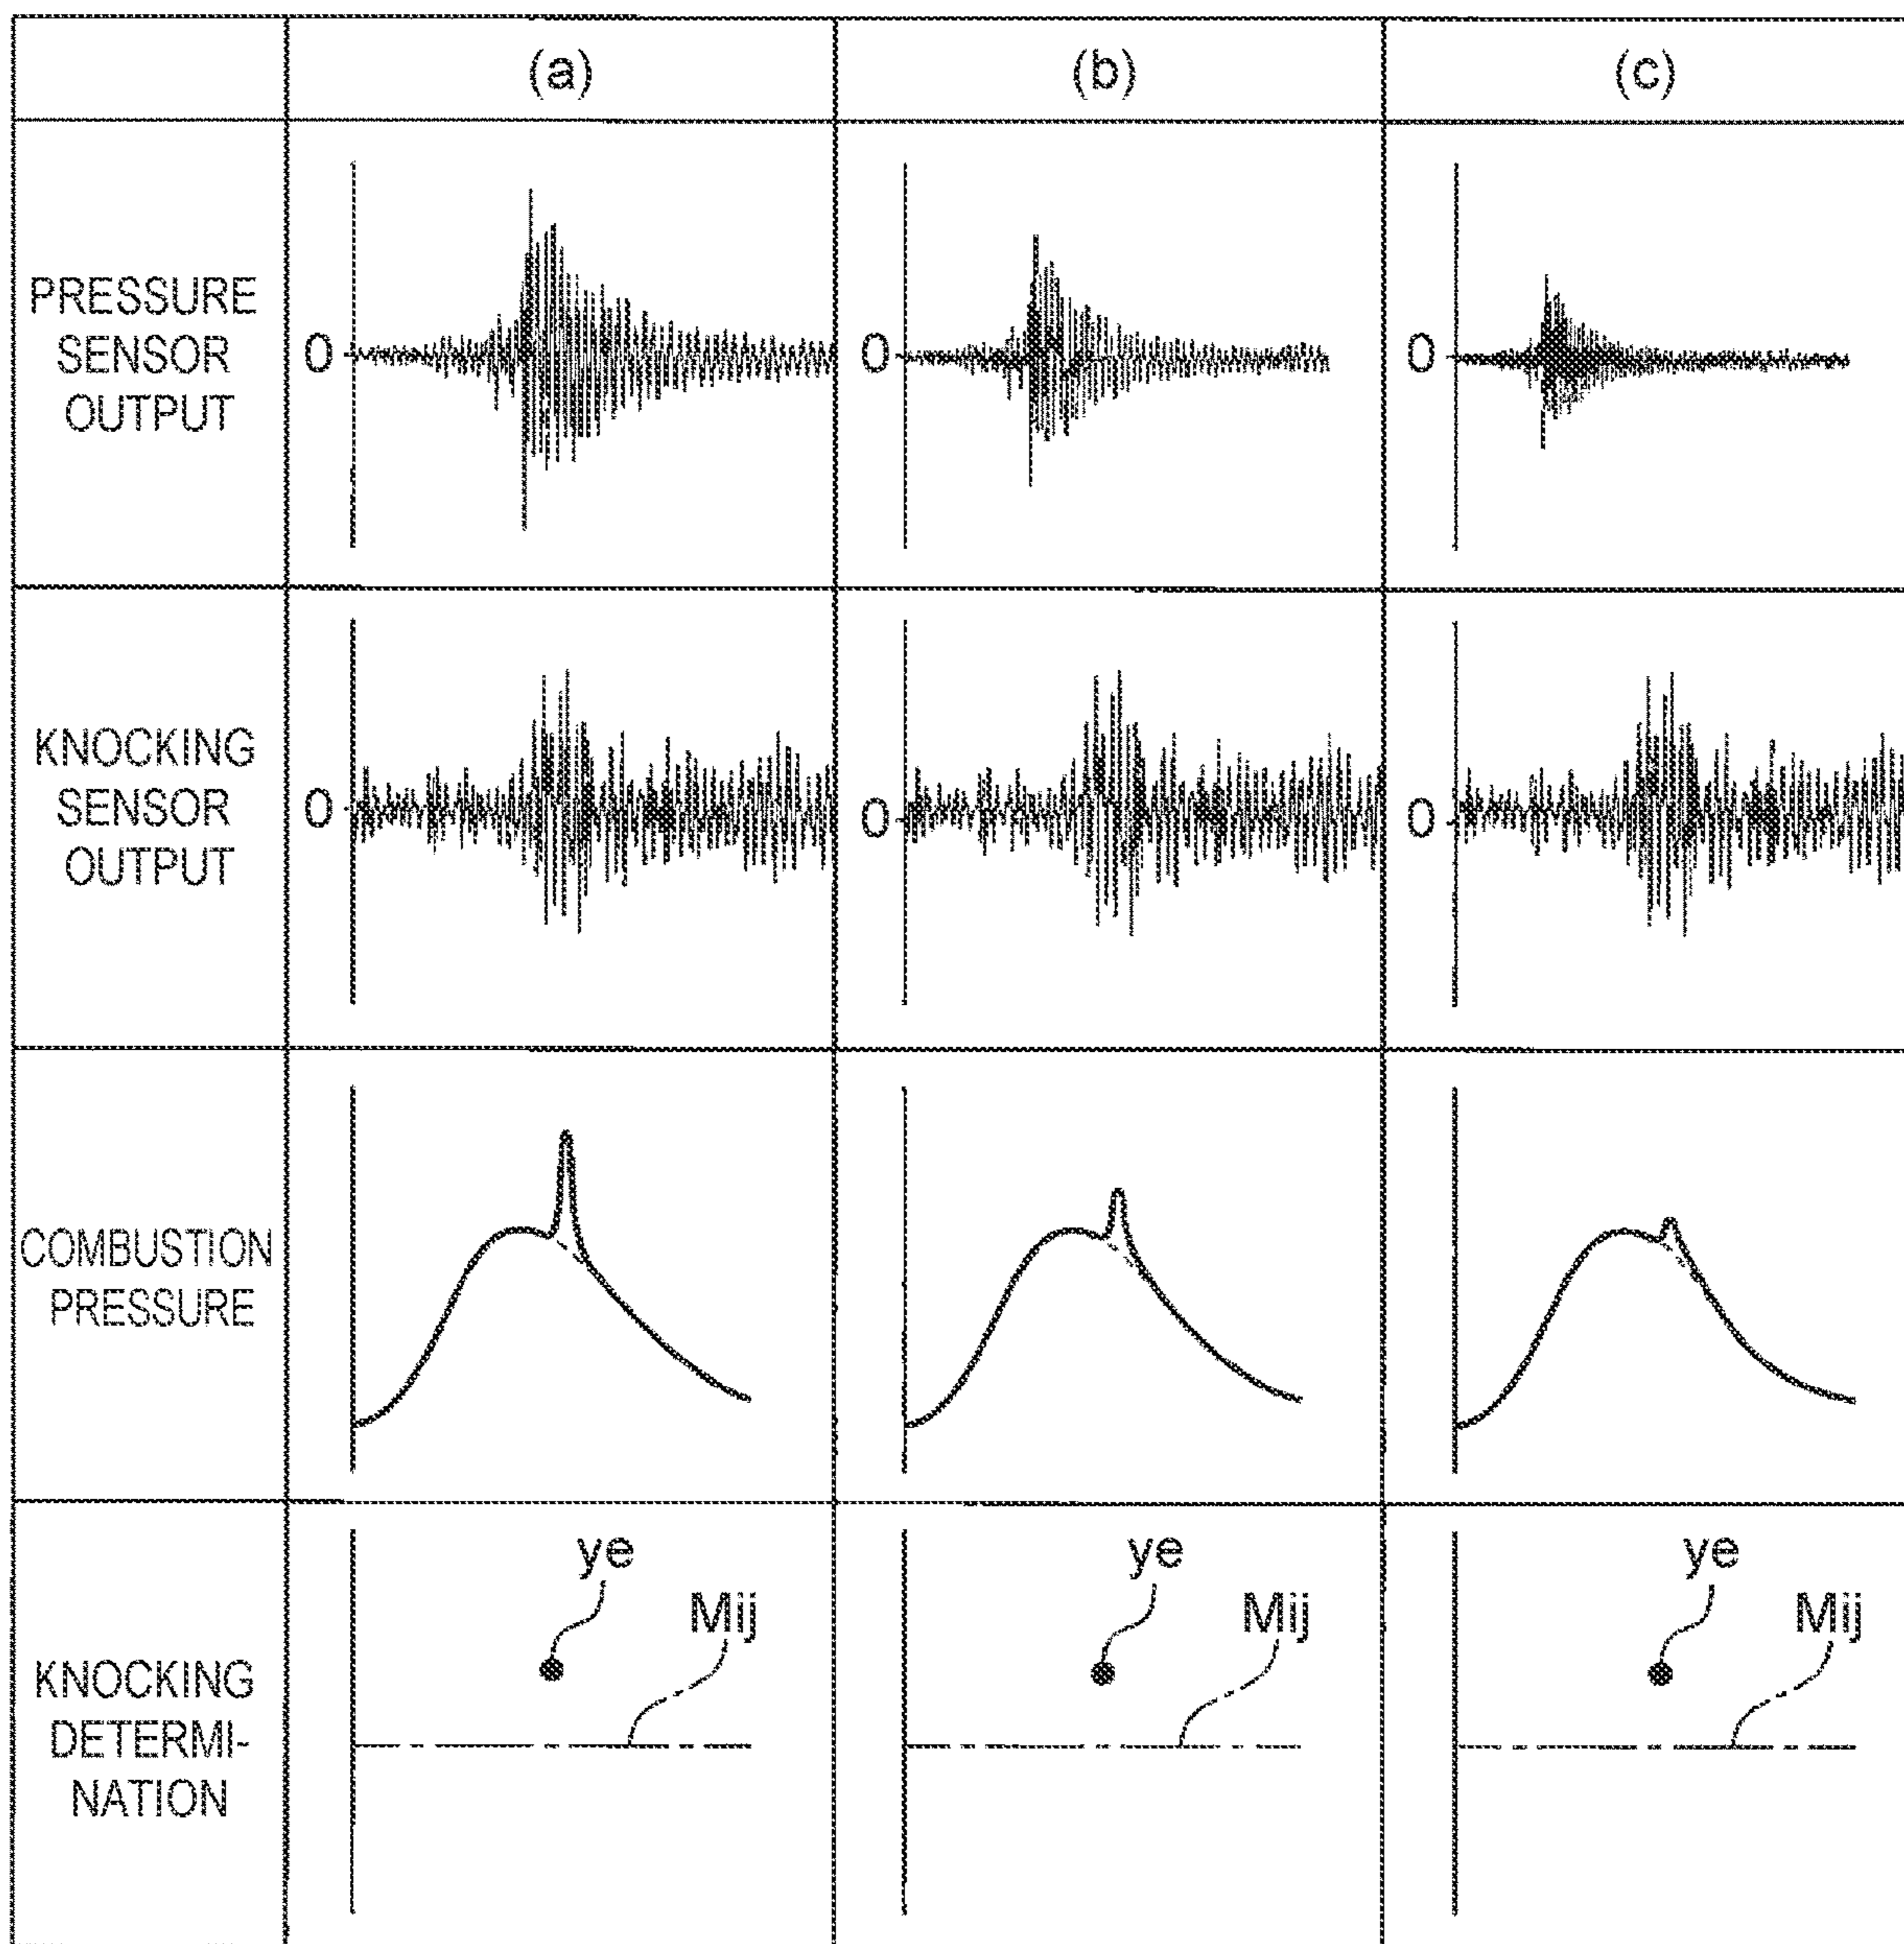 (a) (b) (c)
PRESSURE
SENSOR
OUTPUT
0 0 0
KNOCKING
SENSOR
OUTPUT
0 0 0
COMBUSTION
PRESSURE
KNOCKING
DETERMI-
NATION
ye ye ye
Mij Mij Mij